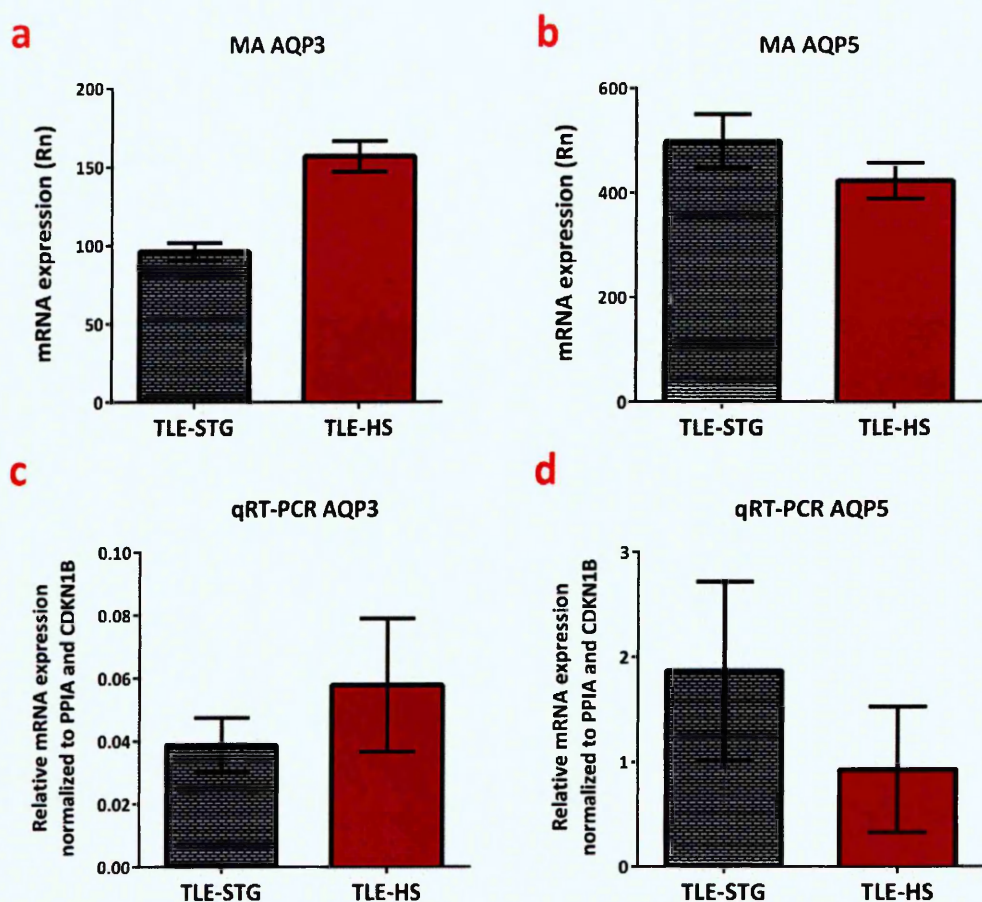 a
MA AQP3
mRNA expression (Rn)
200
150
100
50
0
TLE-STG
TLE-HS
b
MA AQP5
mRNA expression (Rn)
600
400
200
0
TLE-STG
TLE-HS
c
qRT-PCR AQP3
Relative mRNA expression
normalized to PPIA and CDKN1B
0.10
0.08
0.06
0.04
0.02
0.00
TLE-STG
TLE-HS
d
qRT-PCR AQP5
Relative mRNA expression
normalized to PPIA and CDKN1B
3
2
1
0
TLE-STG
TLE-HS